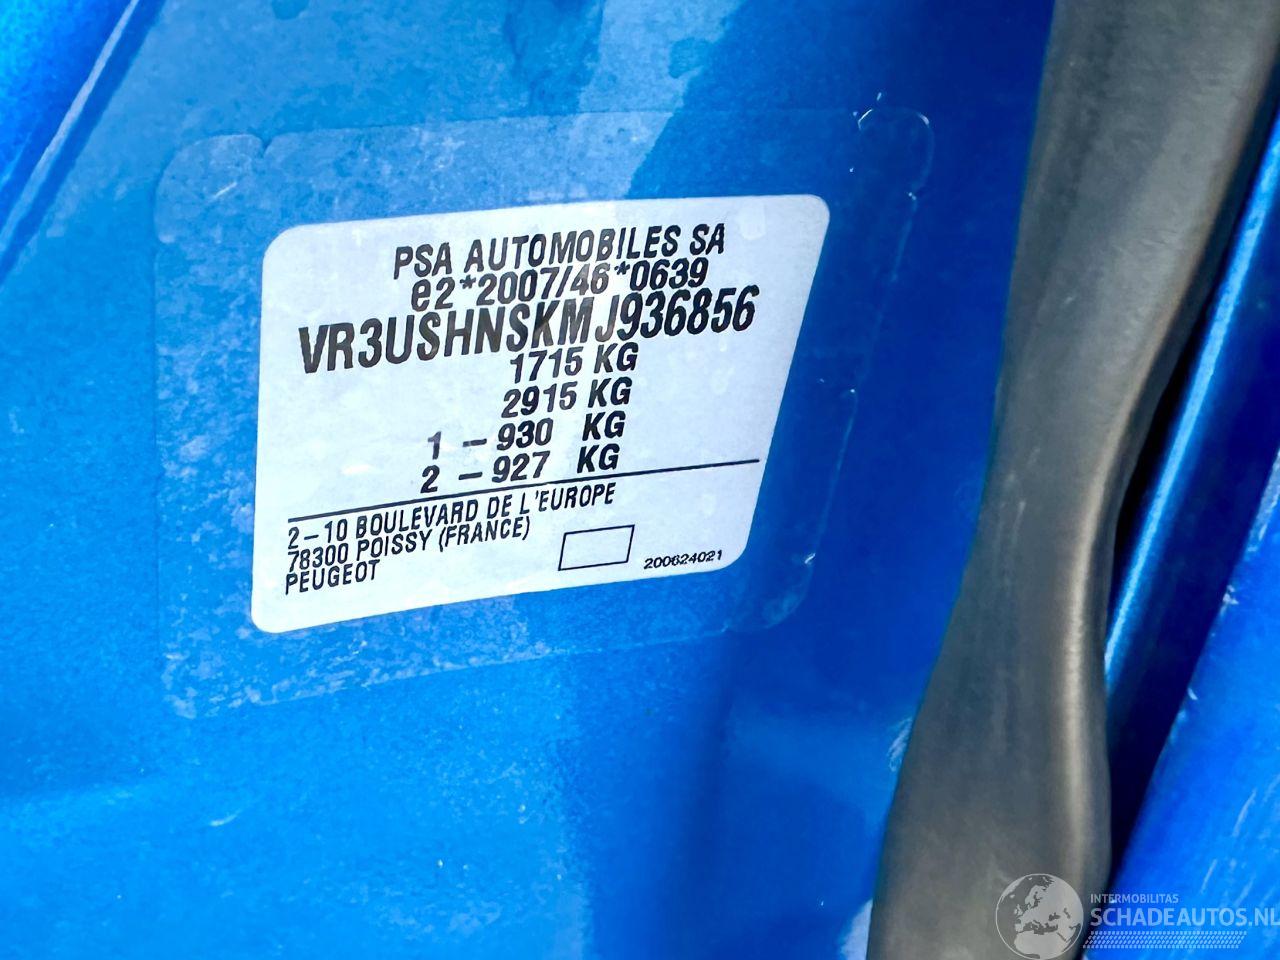 PSA AUTOMOBILES SA
e2*2007/46*0639
VR3USHNSKMJ936856
1715 KG
2915 KG
1 - 930 KG
2 - 927 KG
2-10 BOULEVARD DE L'EUROPE
78300 POISSY (FRANCE)
PEUGEOT
200624021
INTERMOBILITAS
SCHADEAUTOS.NL